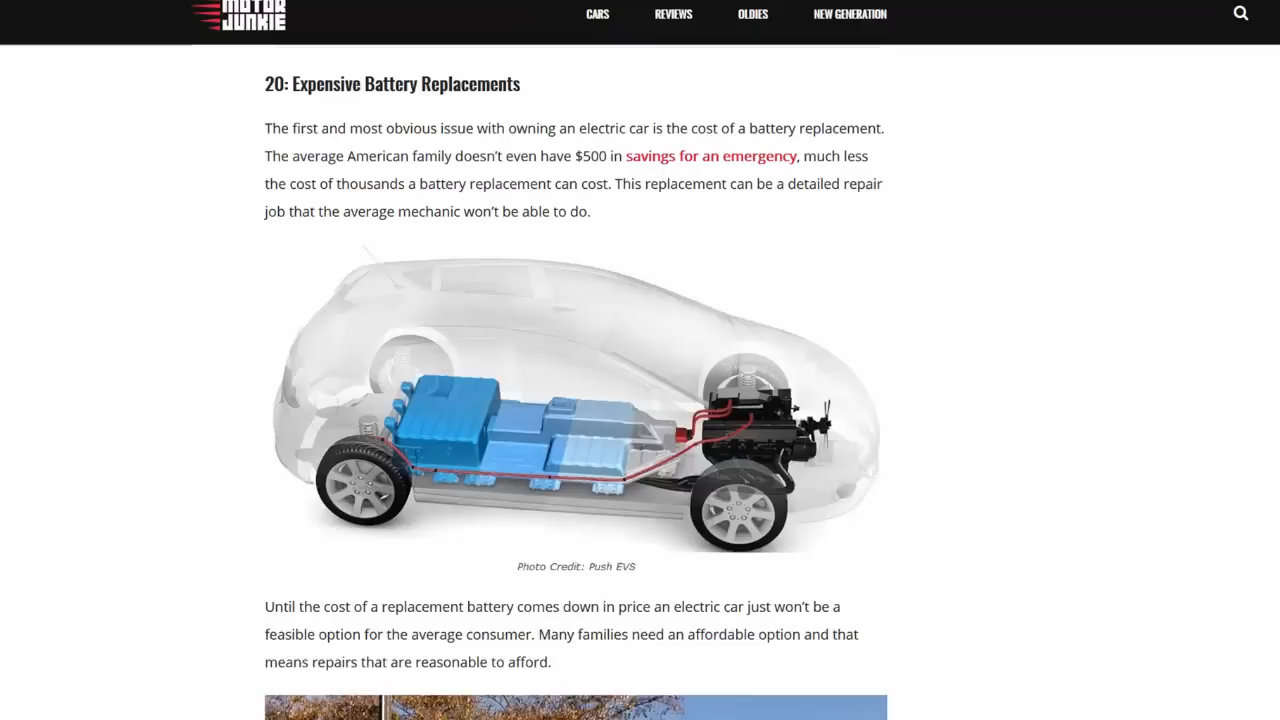 MOTOR
JUNKIE
CARS
REVIEWS
OLDIES
NEW GENERATION
20: Expensive Battery Replacements
The first and most obvious issue with owning an electric car is the cost of a battery replacement.
The average American family doesn’t even have $500 in savings for an emergency, much less
the cost of thousands a battery replacement can cost. This replacement can be a detailed repair
job that the average mechanic won’t be able to do.
Photo Credit: Push EVS
Until the cost of a replacement battery comes down in price an electric car just won’t be a
feasible option for the average consumer. Many families need an affordable option and that
means repairs that are reasonable to afford.